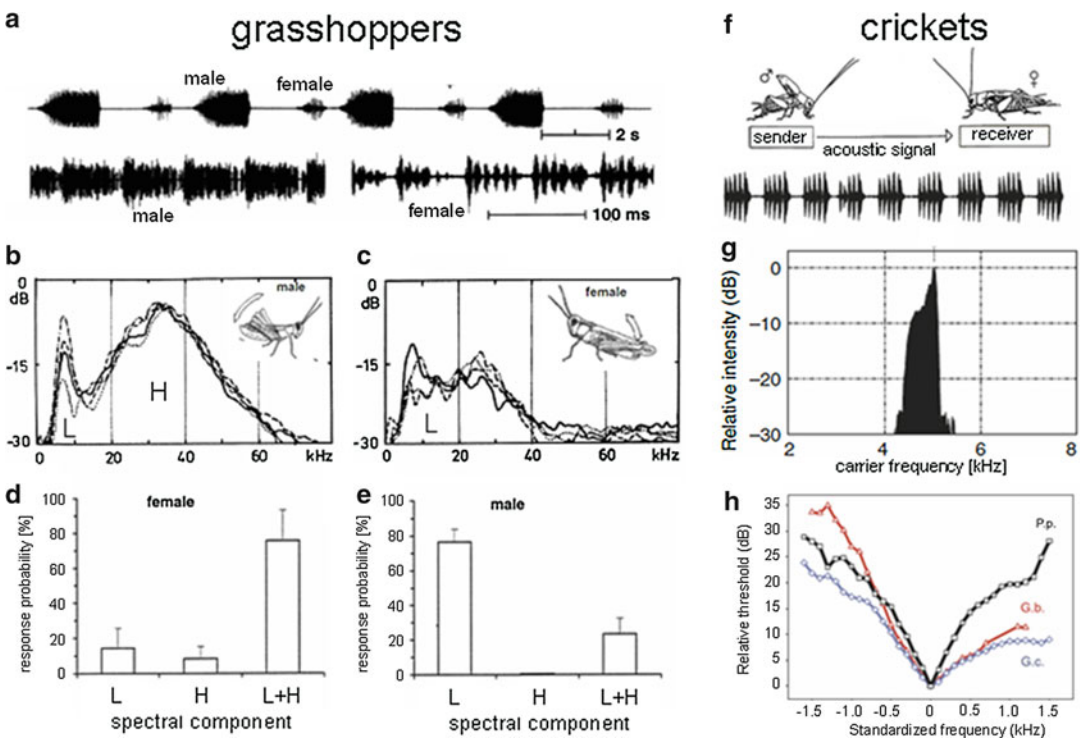 a
grasshoppers
male
female
2 s
male
female
100 ms
b
0
dB
-15
-30
male
H
L
0 20 40 60 kHz
c
0
dB
-15
-30
female
L
0 20 40 60 kHz
d
female
response probability [%]
100
80
60
40
20
0
L H L+H
spectral component
e
male
response probability [%]
100
80
60
40
20
0
L H L+H
spectral component
f
crickets
♂
♀
sender
receiver
acoustic signal
g
Relative intensity (dB)
0
−10
−20
−30
2 4 6 8
carrier frequency [kHz]
h
Relative threshold (dB)
35
30
25
20
15
10
5
0
P.p.
G.b.
G.c.
-1.5 -1.0 -0.5 0 0.5 1.0 1.5
Standardized frequency (kHz)